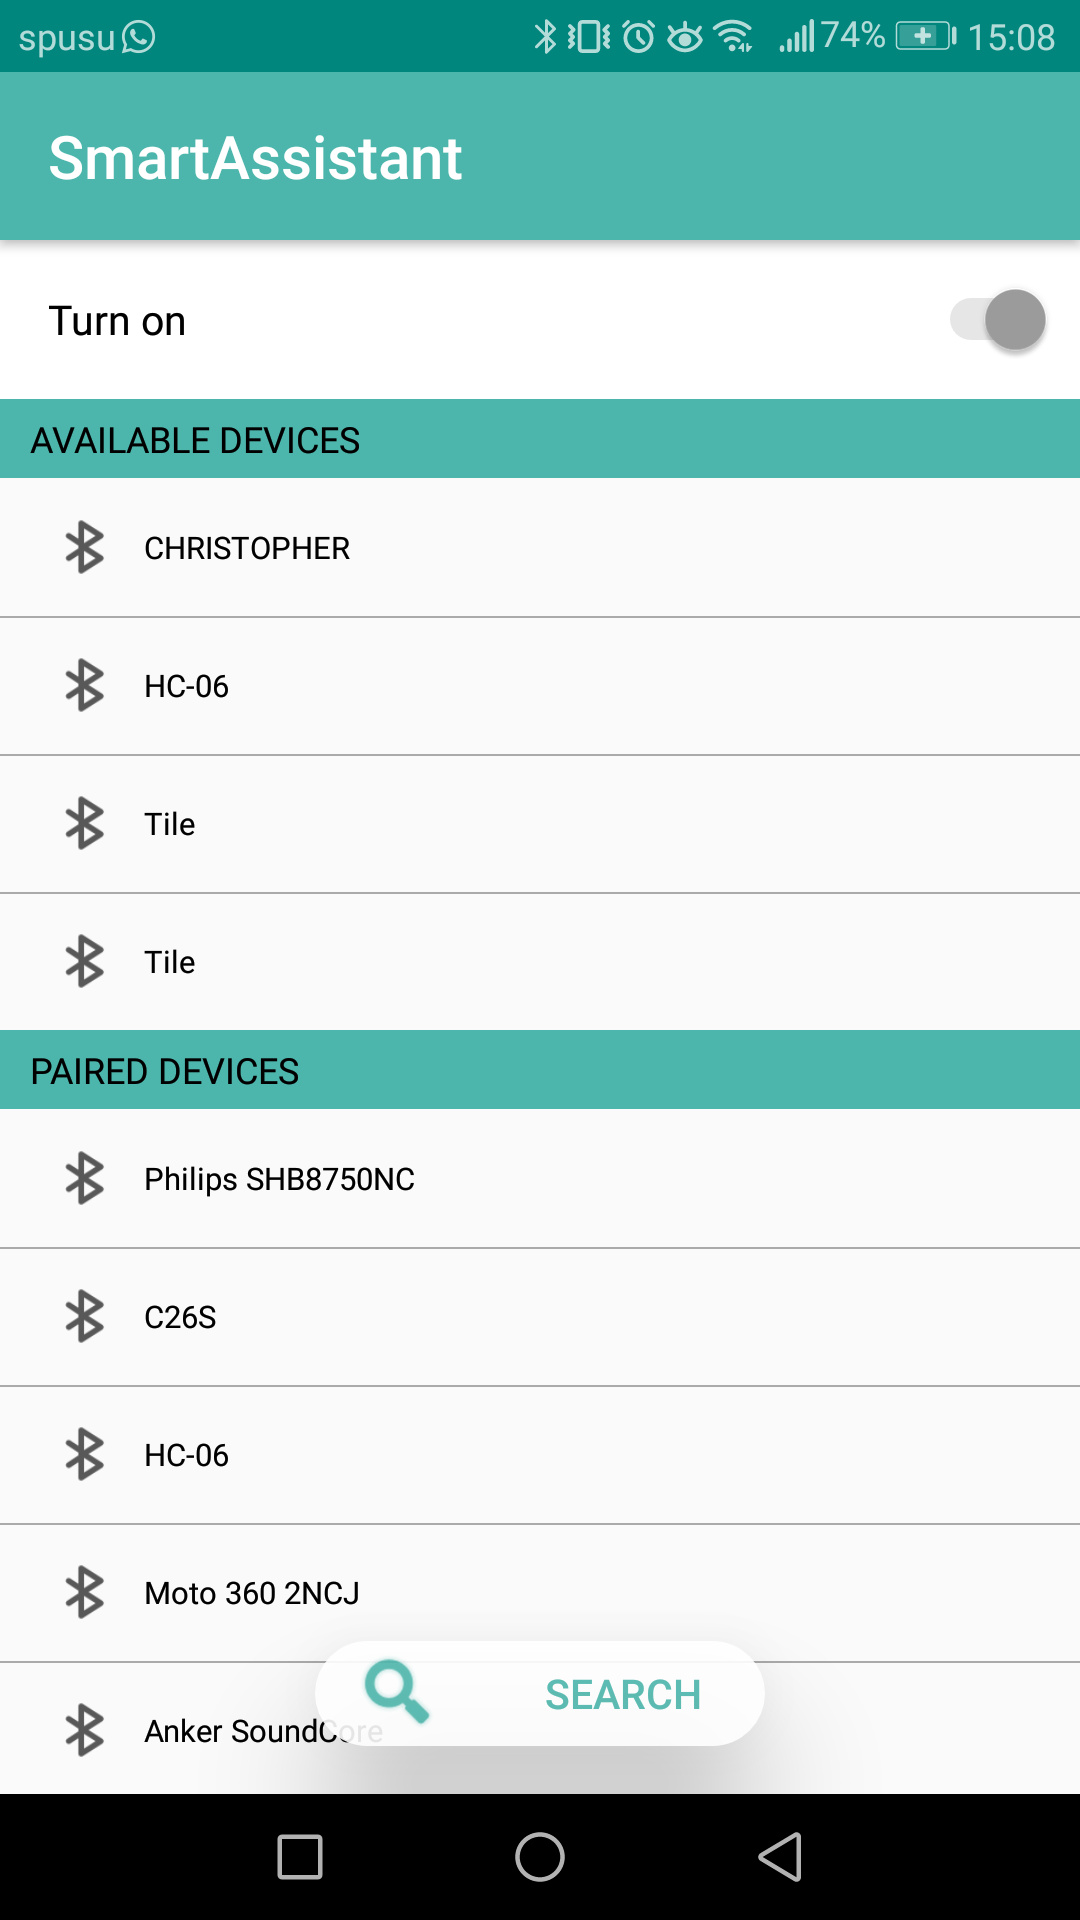 spusu 74% 15:08
SmartAssistant
Turn on
AVAILABLE DEVICES
CHRISTOPHER
HC-06
Tile
Tile
PAIRED DEVICES
Philips SHB8750NC
C26S
HC-06
Moto 360 2NCJ
SEARCH
Anker SoundCore